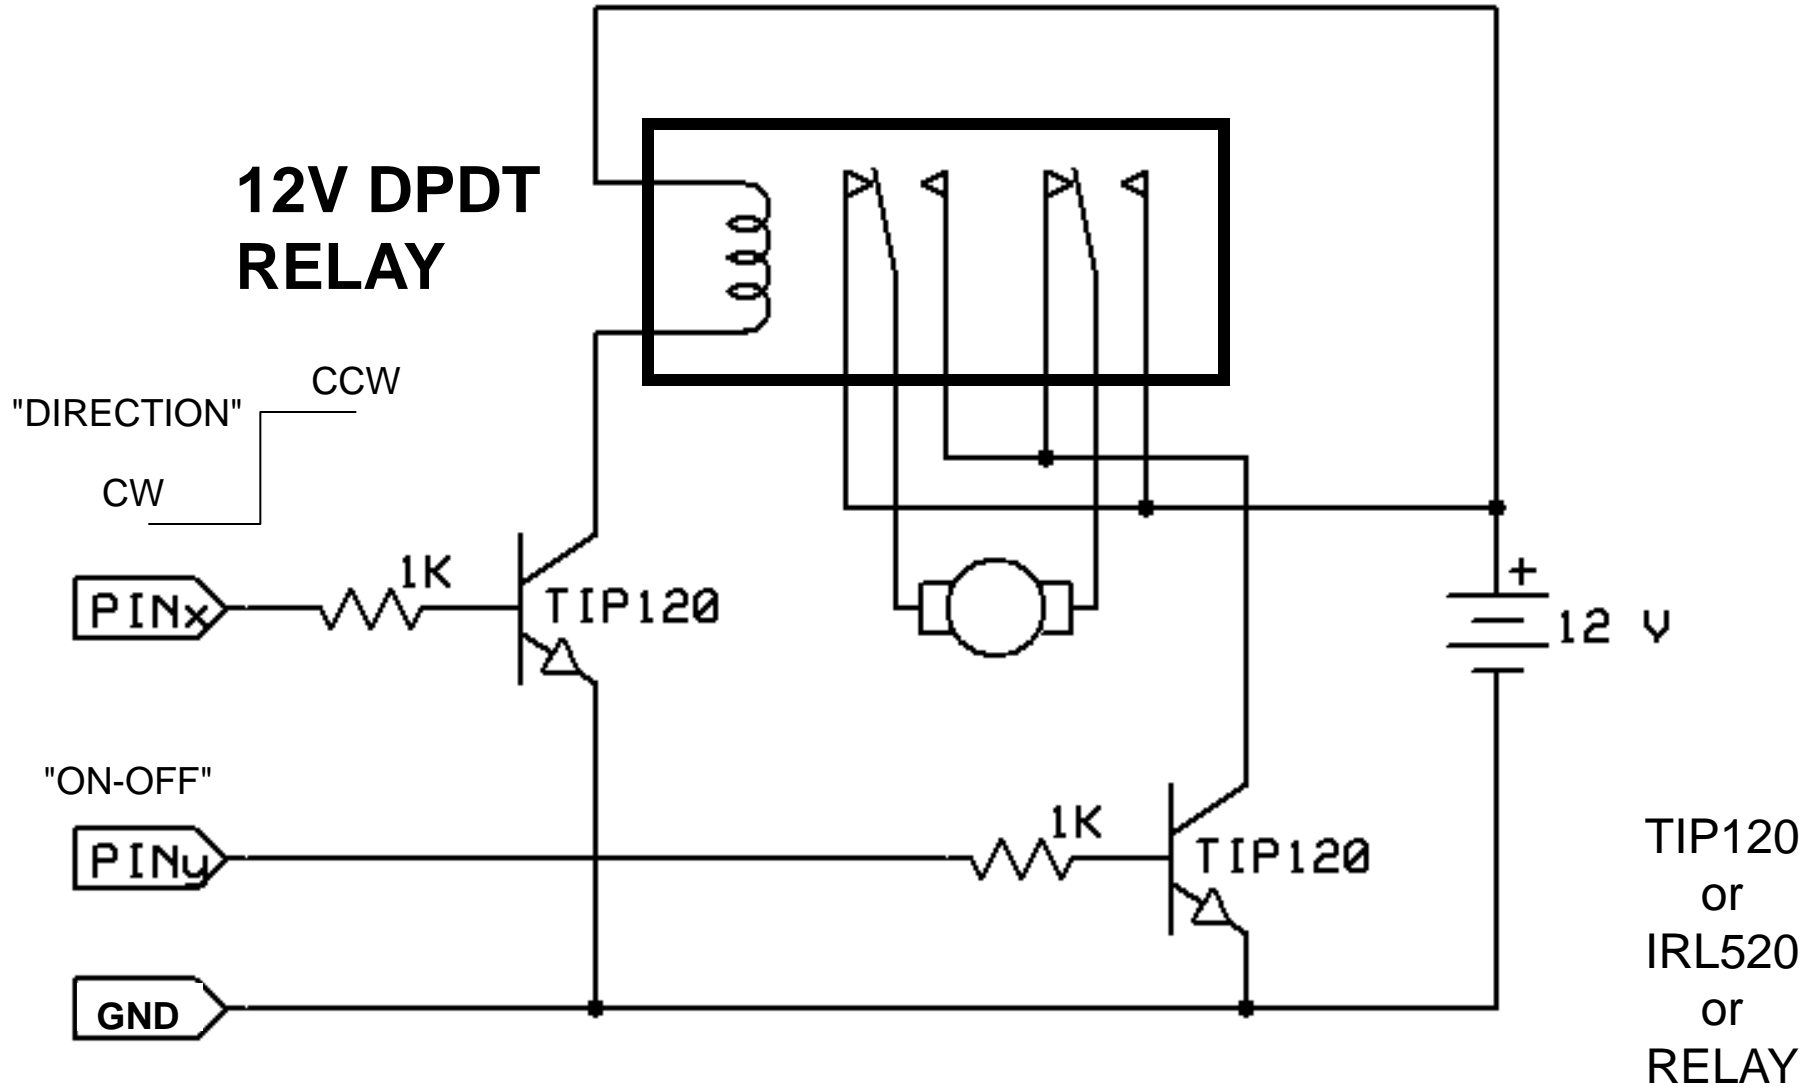 12V DPDT
RELAY
CCW
"DIRECTION"
CW
1K
PINx
TIP120
+
12 V
"ON-OFF"
1K
PINy
TIP120
TIP120
or
IRL520
or
RELAY
GND